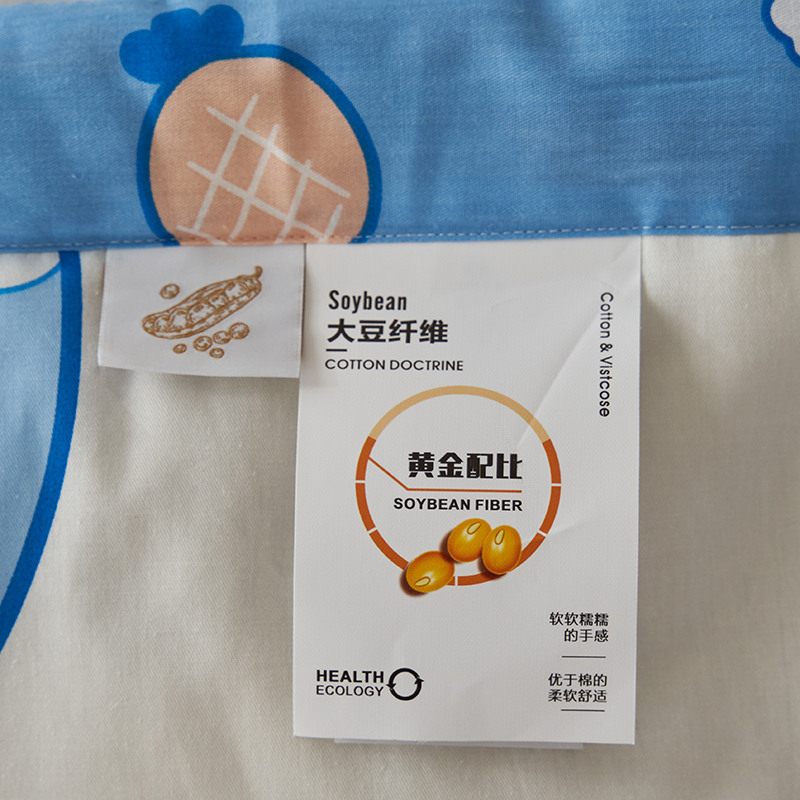 Soybean
大豆纤维
COTTON DOCTRINE
Cotton & Vistcose
黄金配比
SOYBEAN FIBER
软软糯糯
的手感
优于棉的
柔软舒适
HEALTH
ECOLOGY